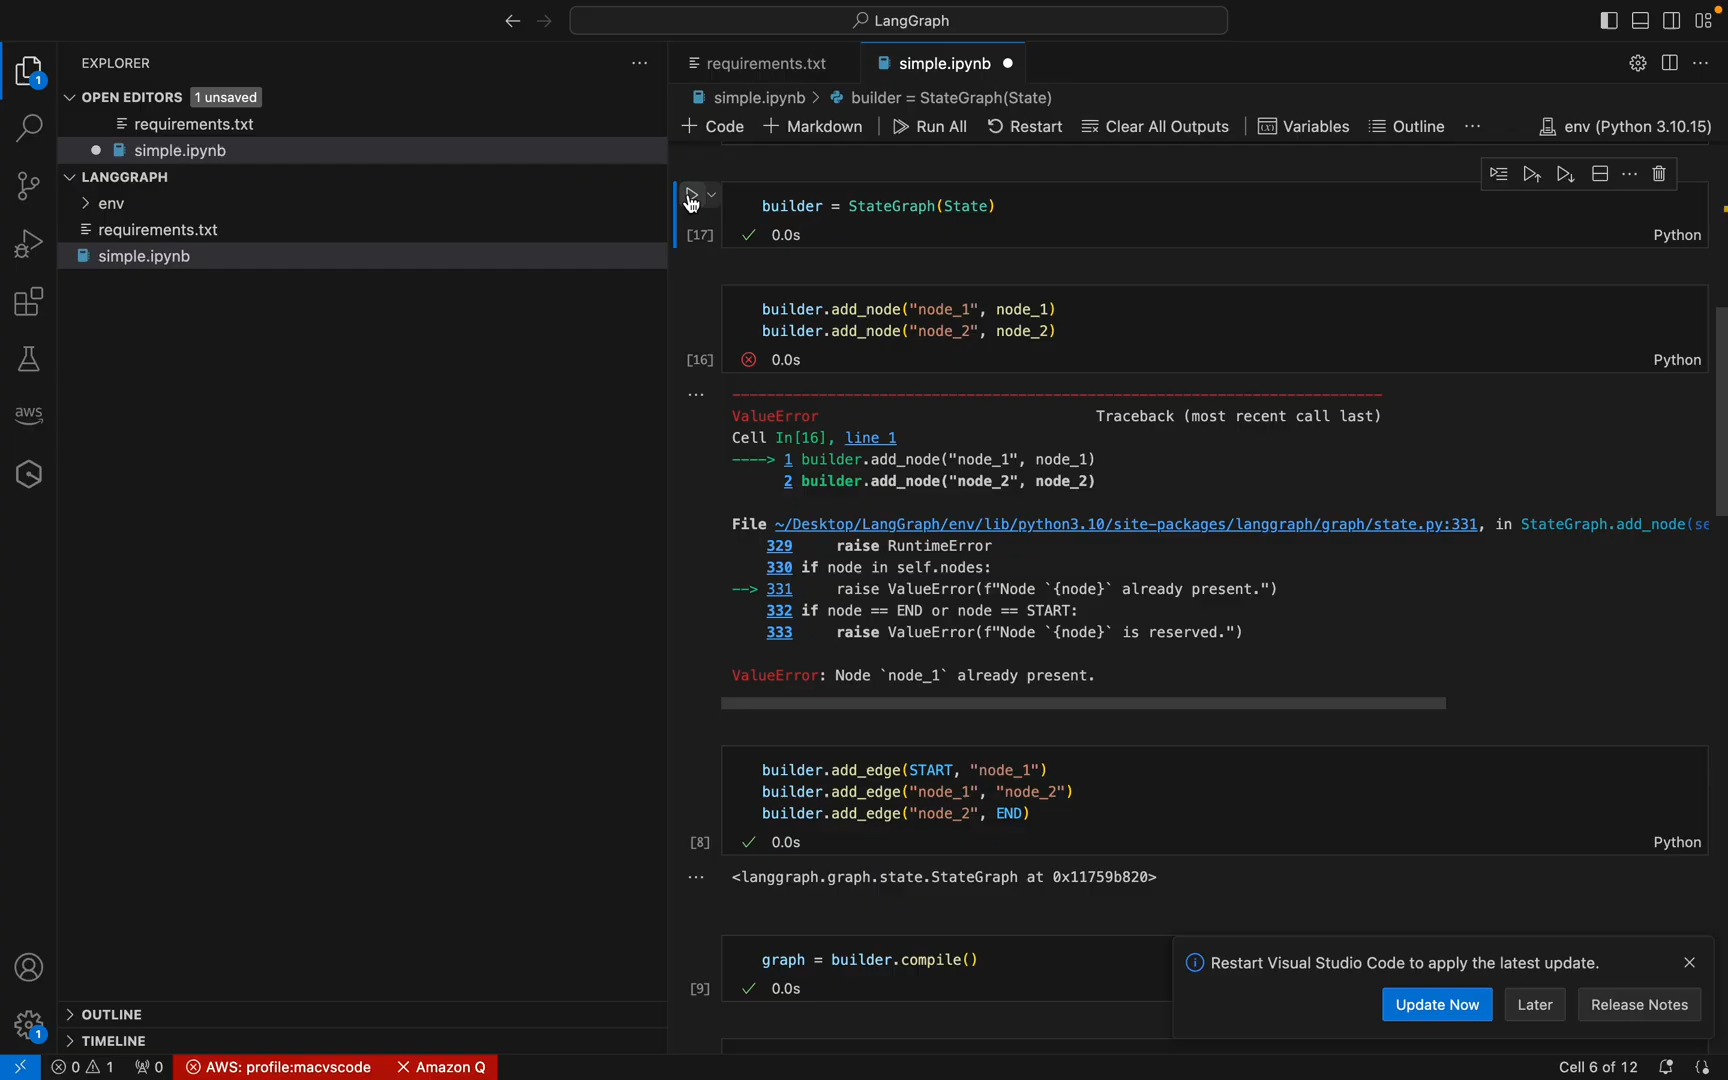 LangGraph
EXPLORER
OPEN EDITORS 1 unsaved
requirements.txt
simple.ipynb
LANGGRAPH
env
requirements.txt
simple.ipynb
1
aws
1
OUTLINE
TIMELINE
requirements.txt
simple.ipynb
simple.ipynb > builder = StateGraph(State)
+ Code + Markdown Run All Restart Clear All Outputs Variables Outline ... env (Python 3.10.15)
builder = StateGraph(State)
[17] ✓ 0.0s Python
builder.add_node("node_1", node_1)
builder.add_node("node_2", node_2)
[16] 0.0s Python
ValueError Traceback (most recent call last)
Cell In[16], line 1
----> 1 builder.add_node("node_1", node_1)
2 builder.add_node("node_2", node_2)
File ~/Desktop/LangGraph/env/lib/python3.10/site-packages/langgraph/graph/state.py:331, in StateGraph.add_node(se
329 raise RuntimeError
330 if node in self.nodes:
--> 331 raise ValueError(f"Node `{node}` already present.")
332 if node == END or node == START:
333 raise ValueError(f"Node `{node}` is reserved.")
ValueError: Node `node_1` already present.
builder.add_edge(START, "node_1")
builder.add_edge("node_1", "node_2")
builder.add_edge("node_2", END)
[8] ✓ 0.0s Python
<langgraph.graph.state.StateGraph at 0x11759b820>
graph = builder.compile()
[9] ✓ 0.0s
Restart Visual Studio Code to apply the latest update.
Update Now Later Release Notes
0 1 0 AWS: profile:macvscode Amazon Q Cell 6 of 12